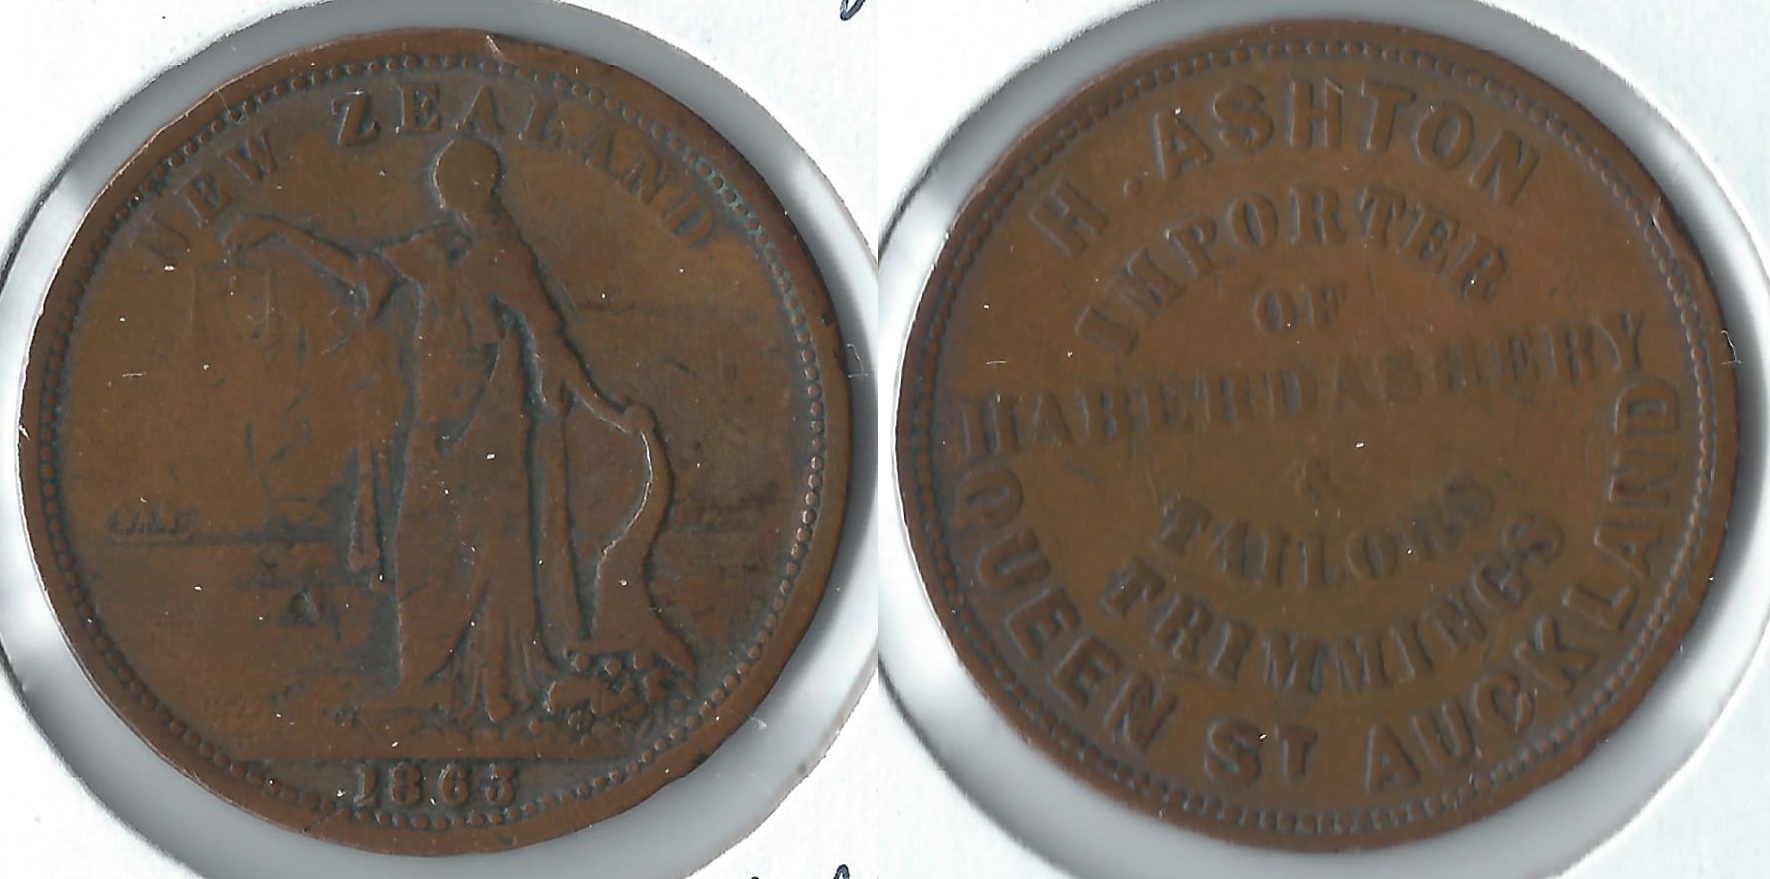 NEW ZEALAND
1863
H. ASHTON
IMPORTER
OF
HABERDASHERY
&
TAILORS
TRIMMINGS
QUEEN ST AUCKLAND